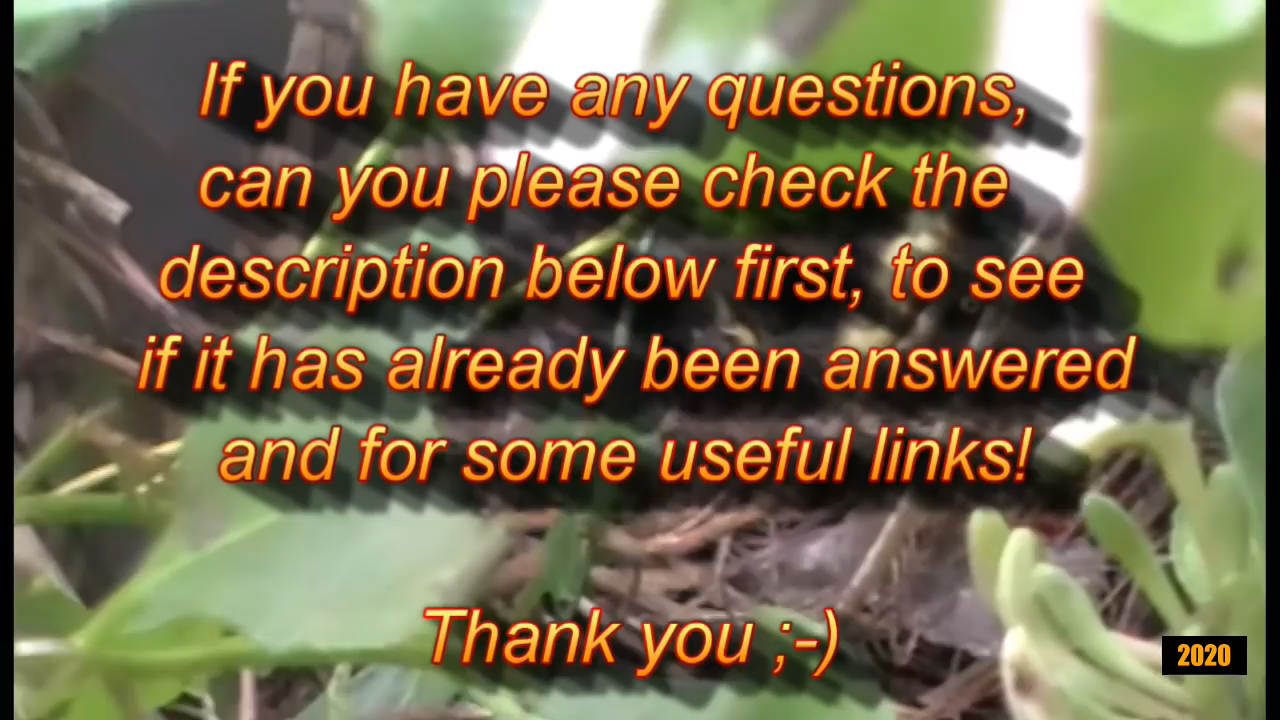 If you have any questions,
can you please check the
description below first, to see
if it has already been answered
and for some useful links!
Thank you ;-)
2020